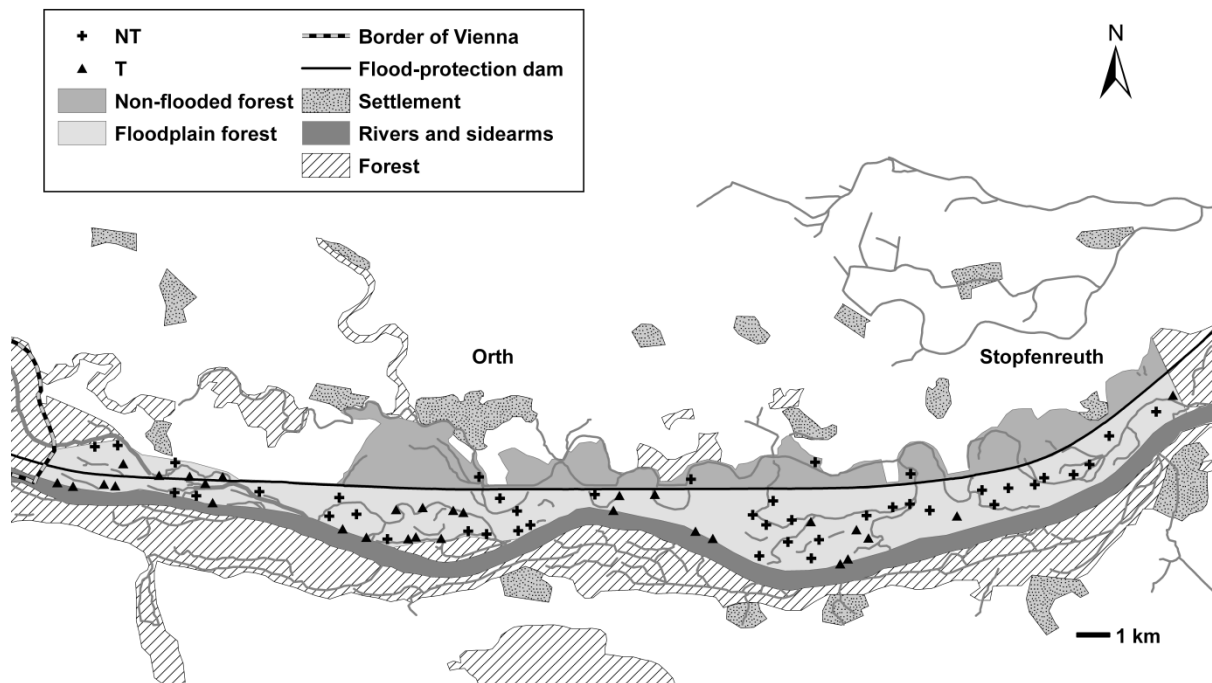 NT
T
Non-flooded forest
Floodplain forest
Border of Vienna
Flood-protection dam
Settlement
Rivers and sidearms
Forest
N
Orth
Stopfenreuth
1 km